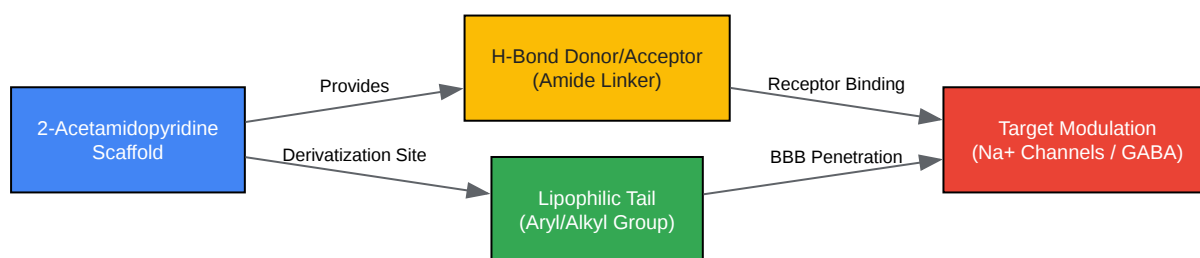 2-Acetamidopyridine
Scaffold
Provides
Derivatization Site
H-Bond Donor/Acceptor
(Amide Linker)
Lipophilic Tail
(Aryl/Alkyl Group)
Receptor Binding
BBB Penetration
Target Modulation
(Na+ Channels / GABA)